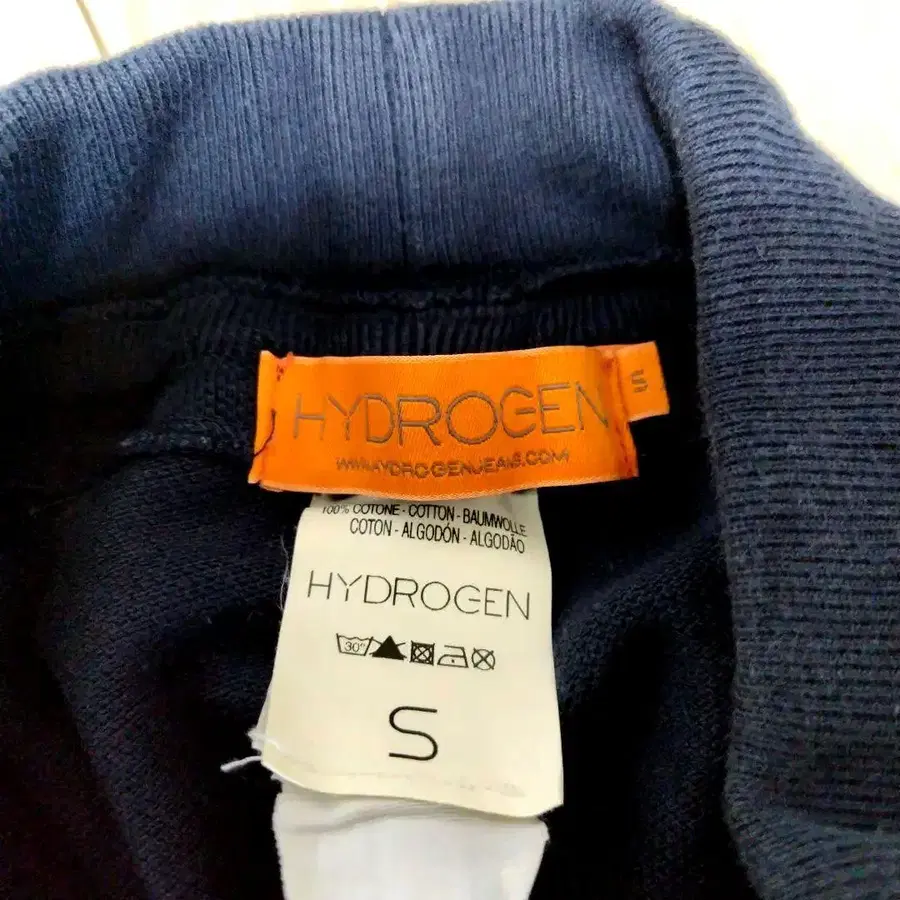 HYDROGEN
S
WWW.HYDROGENJEANS.COM
100% COTONE - COTTON - BAUMWOLLE
COTON - ALGODÓN - ALGODÃO
HYDROGEN
30°
S